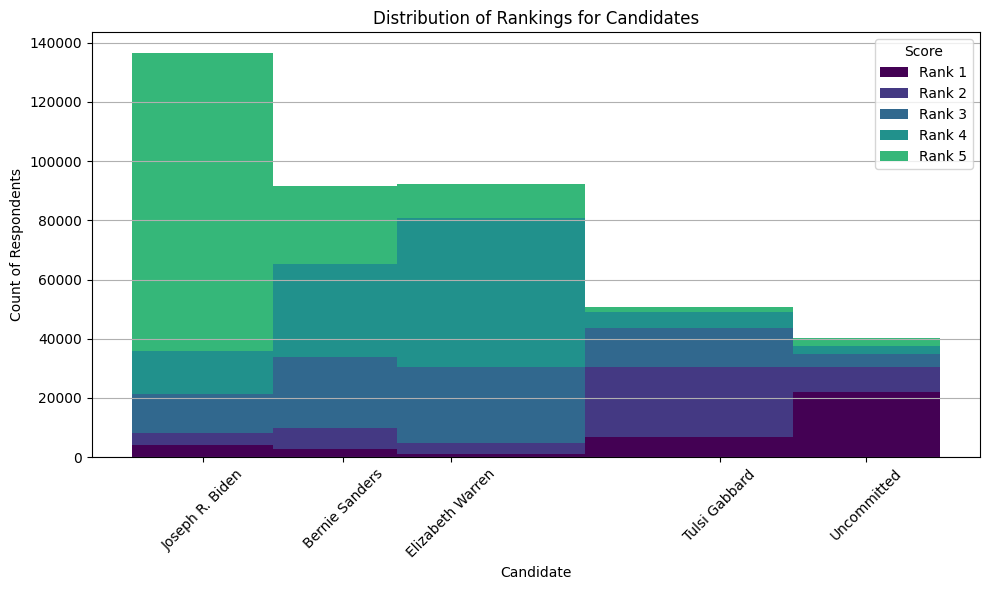 Distribution of Rankings for Candidates
Count of Respondents
140000
120000
100000
80000
60000
40000
20000
0
Score
Rank 1
Rank 2
Rank 3
Rank 4
Rank 5
Joseph R. Biden
Bernie Sanders
Elizabeth Warren
Tulsi Gabbard
Uncommitted
Candidate